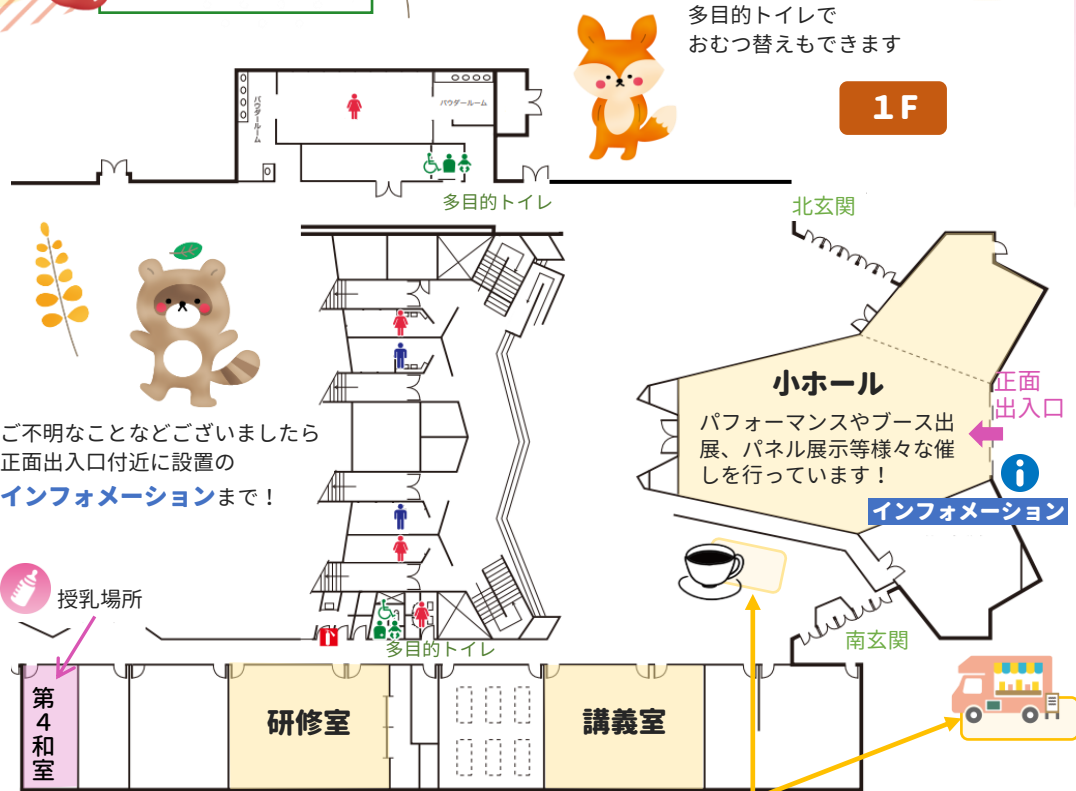 多目的トイレで
おむつ替えもできます
1F
パウダールーム
パウダールーム
多目的トイレ
北玄関
小ホール
正面
出入口
パフォーマンスやブース出
展、パネル展示等様々な催
しを行っています！
インフォメーション
ご不明なことなどございましたら
正面出入口付近に設置の
インフォメーションまで！
授乳場所
多目的トイレ
南玄関
第4和室
研修室
講義室